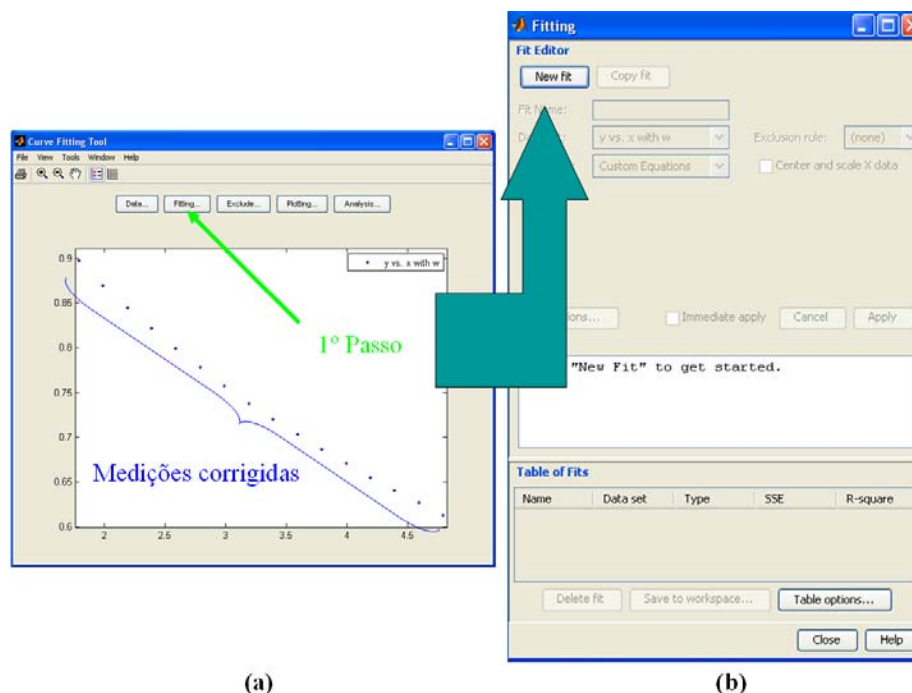 Curve Fitting Tool
File View Tools Window Help
Data... Fitting... Exclude... Plotting... Analysis...
y vs. x with w
0.9
0.85
0.8
0.75
0.7
0.65
0.6
2 2.5 3 3.5 4 4.5
1º Passo
Medições corrigidas
(a)
Fitting
Fit Editor
New fit Copy fit
Fit Name:
y vs. x with w Exclusion rule: (none)
Custom Equations Center and scale X data
Immediate apply Cancel Apply
"New Fit" to get started.
Table of Fits
Name Data set Type SSE R-square
Delete fit Save to workspace... Table options...
Close Help
(b)